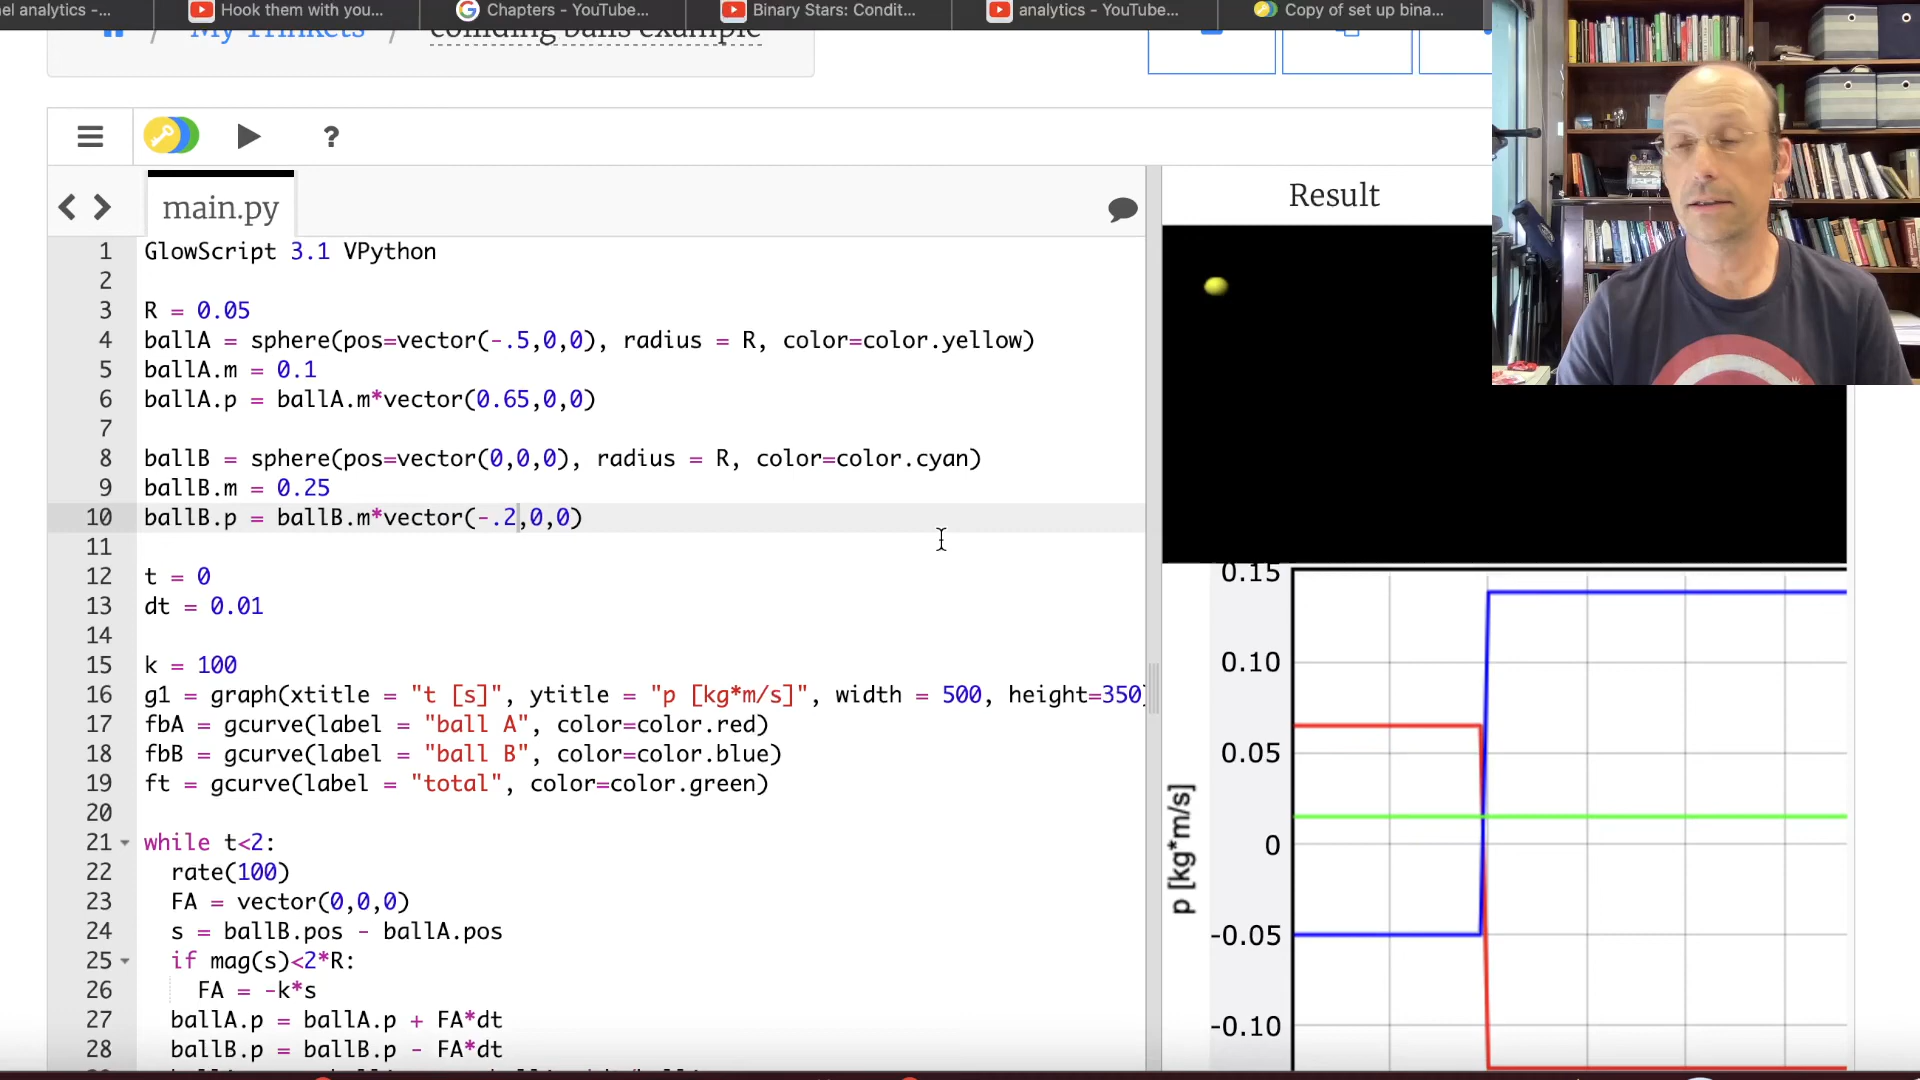 nel analytics - YouTube...
Hook them with you...
Chapters - YouTube...
Binary Stars: Condit...
analytics - YouTube...
Copy of set up bina...
/ My Trinkets / colliding balls example
?
main.py
Result
1 GlowScript 3.1 VPython
2
3 R = 0.05
4 ballA = sphere(pos=vector(-.5,0,0), radius = R, color=color.yellow)
5 ballA.m = 0.1
6 ballA.p = ballA.m*vector(0.65,0,0)
7
8 ballB = sphere(pos=vector(0,0,0), radius = R, color=color.cyan)
9 ballB.m = 0.25
10 ballB.p = ballB.m*vector(-.2,0,0)
11
12 t = 0
13 dt = 0.01
14
15 k = 100
16 g1 = graph(xtitle = "t [s]", ytitle = "p [kg*m/s]", width = 500, height=350
17 fbA = gcurve(label = "ball A", color=color.red)
18 fbB = gcurve(label = "ball B", color=color.blue)
19 ft = gcurve(label = "total", color=color.green)
20
21 while t<2:
22 rate(100)
23 FA = vector(0,0,0)
24 s = ballB.pos - ballA.pos
25 if mag(s)<2*R:
26 FA = -k*s
27 ballA.p = ballA.p + FA*dt
28 ballB.p = ballB.p - FA*dt
0.15
0.10
0.05
0
-0.05
-0.10
p [kg*m/s]